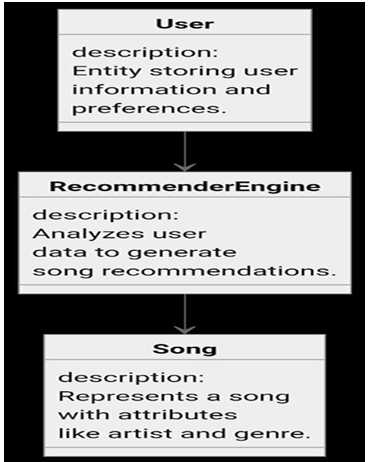 User
description:
Entity storing user
information and
preferences.
RecommenderEngine
description:
Analyzes user
data to generate
song recommendations.
Song
description:
Represents a song
with attributes
like artist and genre.